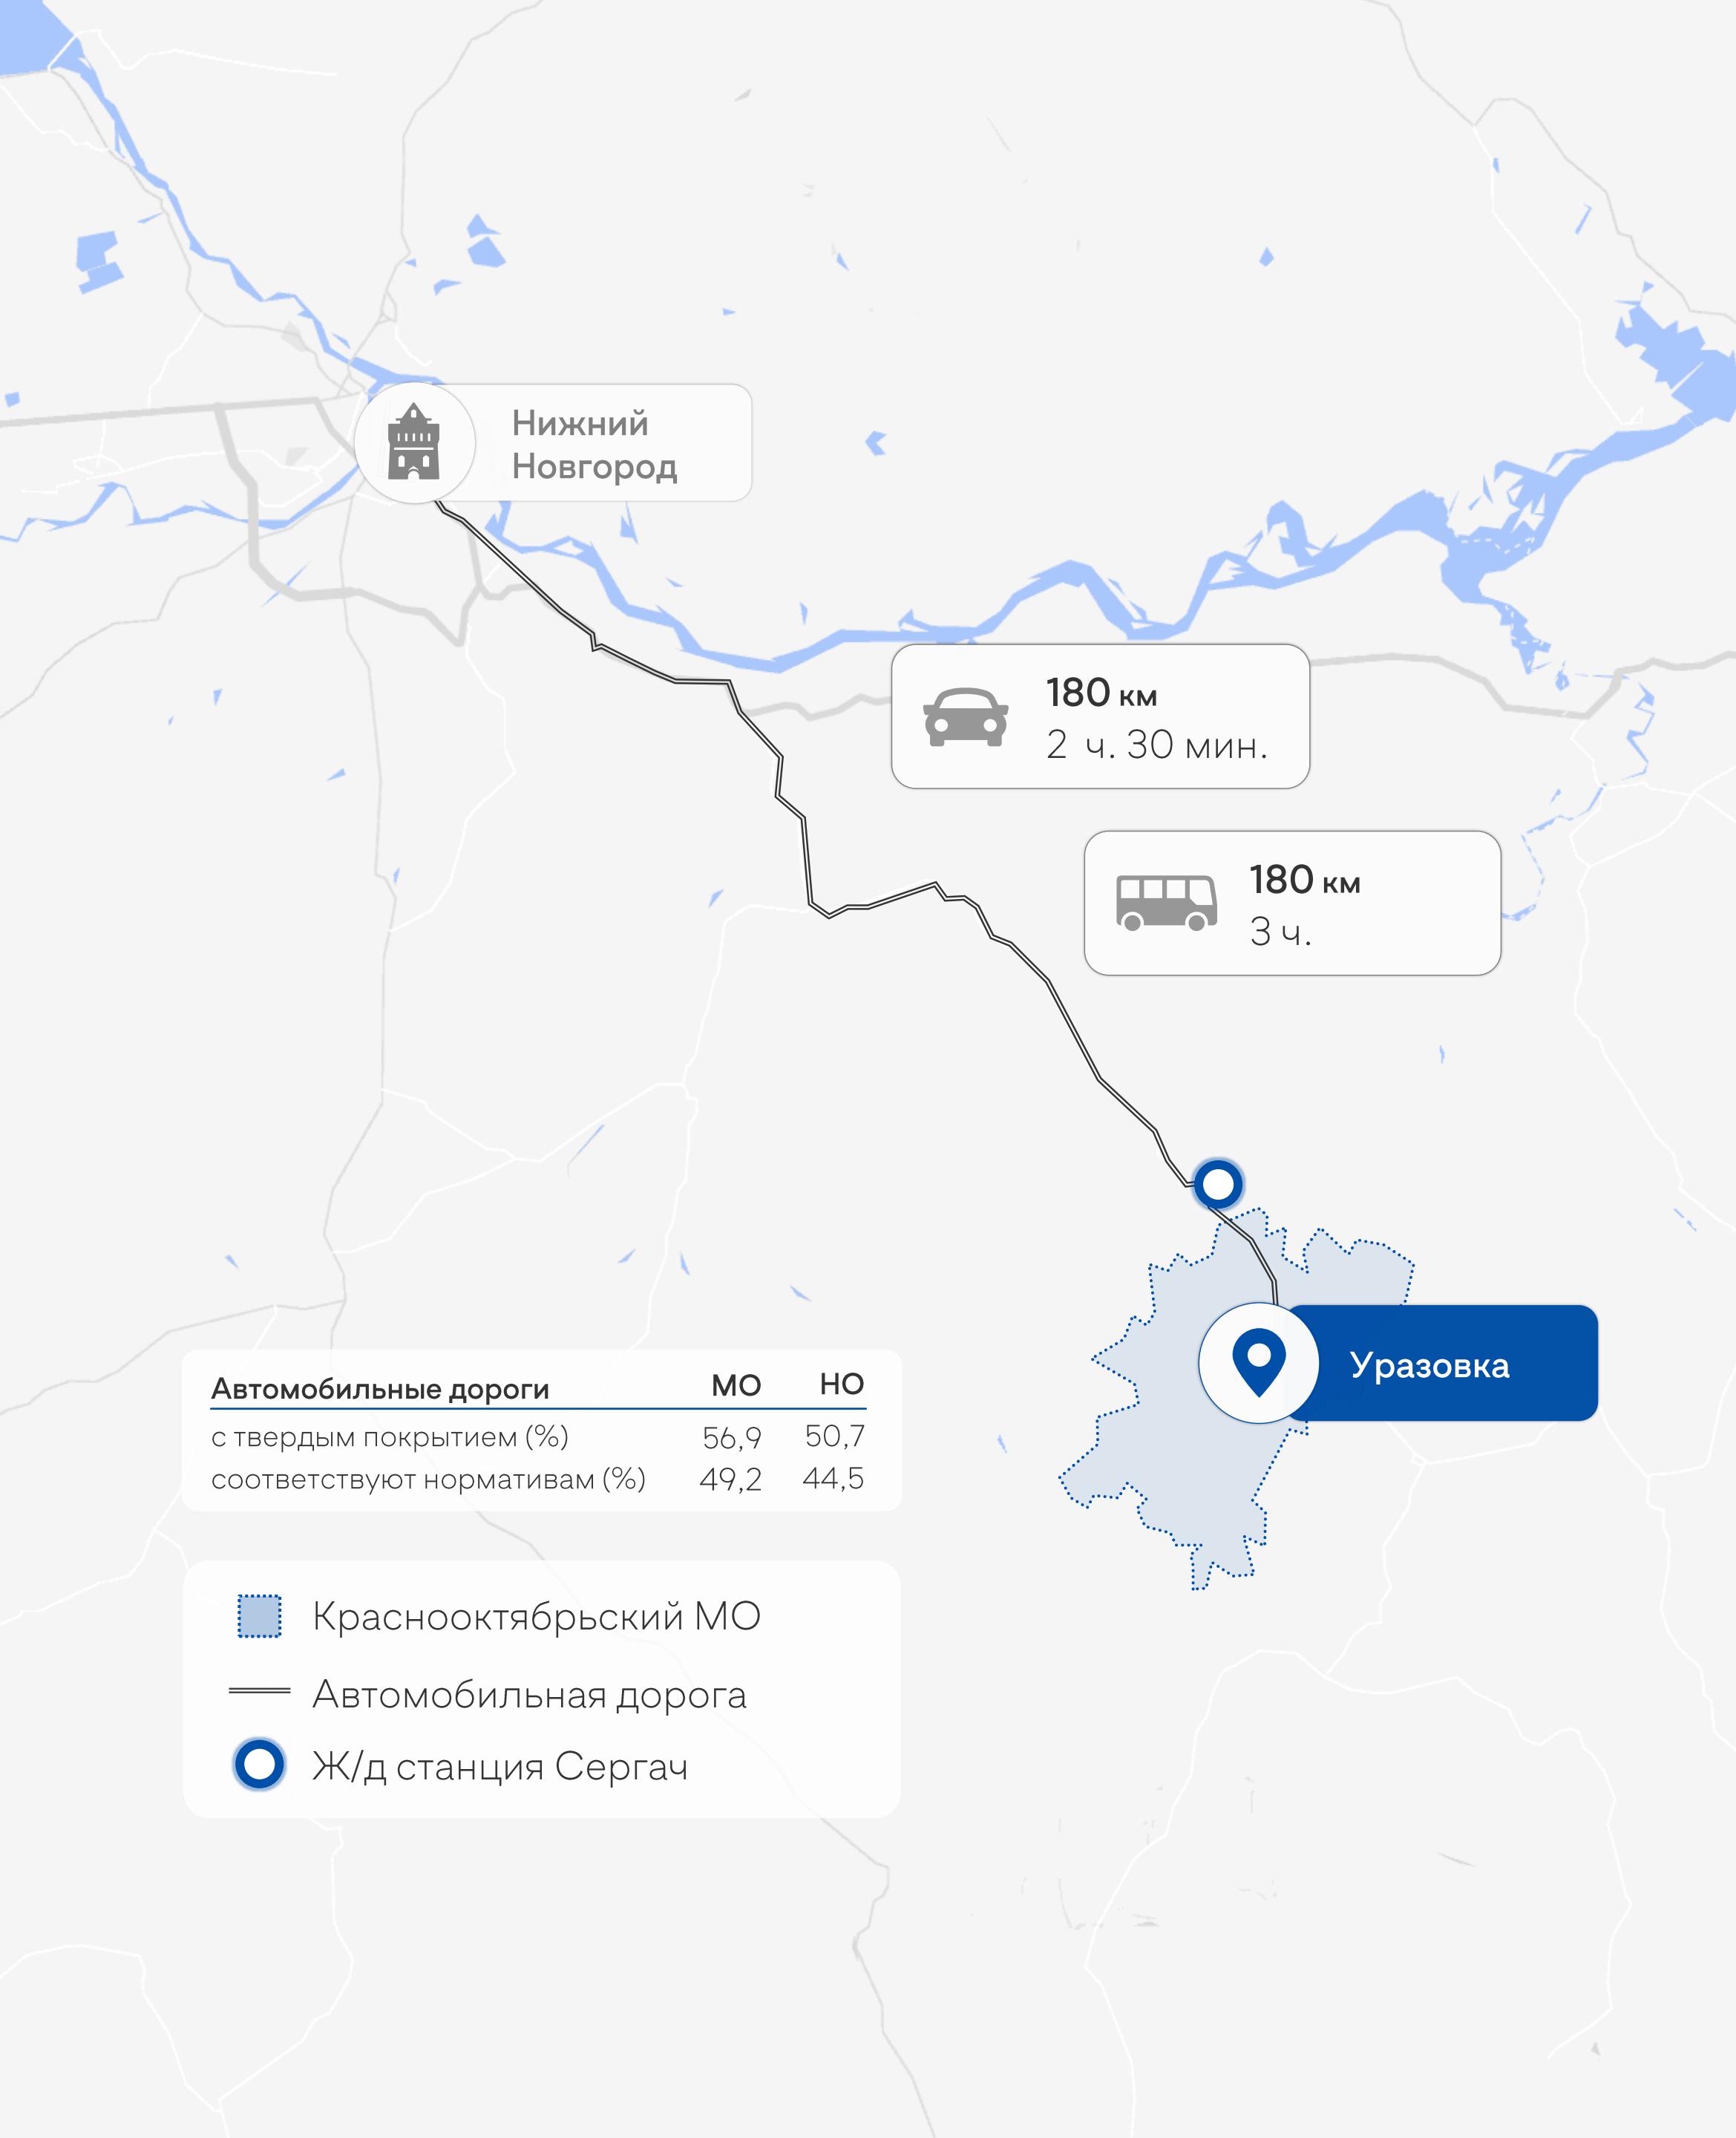 Нижний
Новгород
180 км
2 ч. 30 мин.
180 км
3 ч.
Уразовка
Автомобильные дороги МО НО
с твердым покрытием (%) 56,9 50,7
соответствуют нормативам (%) 49,2 44,5
Краснооктябрьский МО
Автомобильная дорога
Ж/д станция Сергач